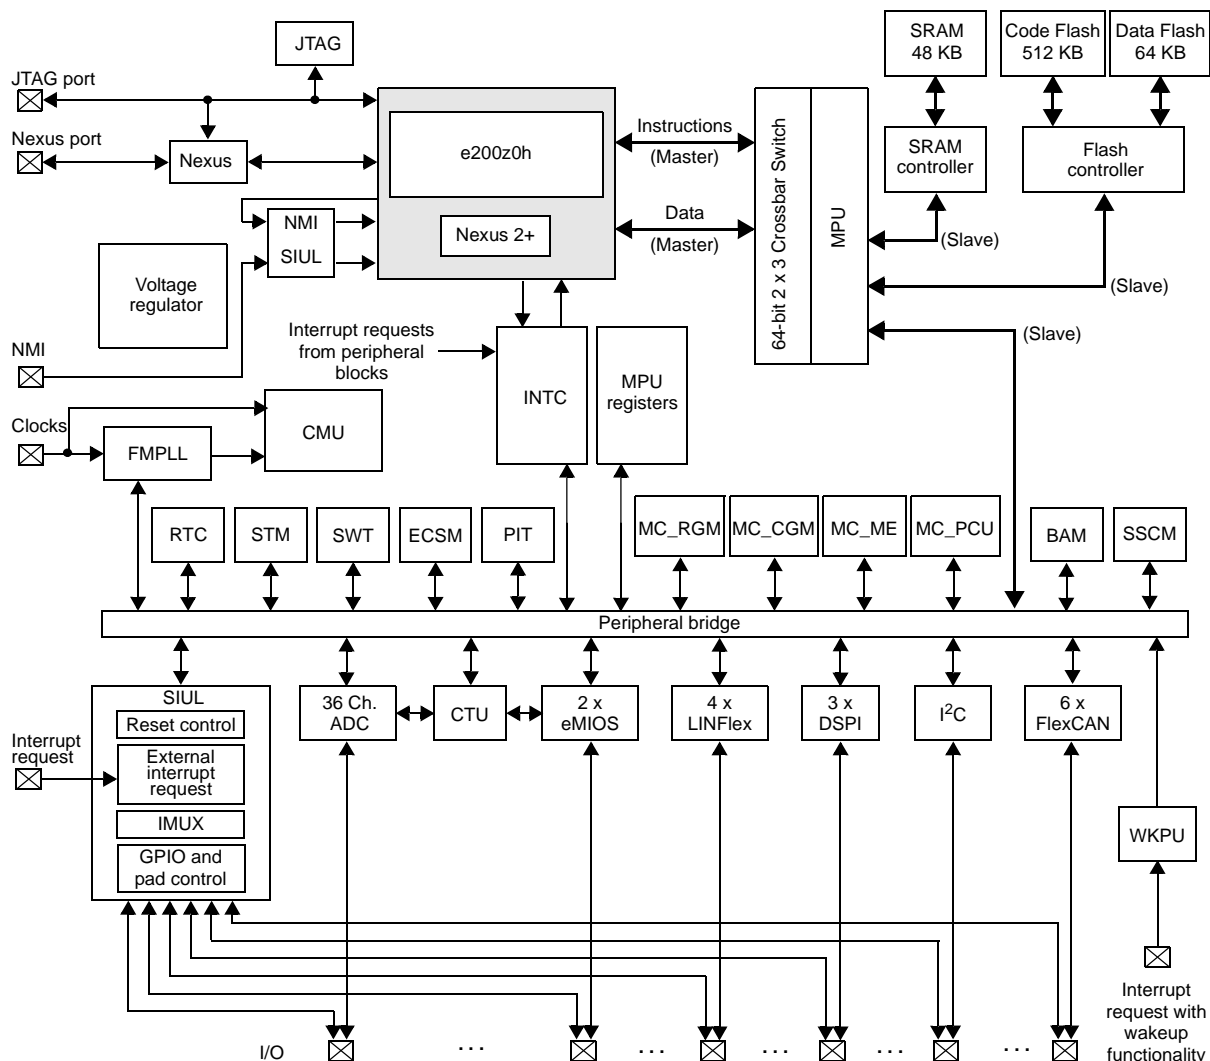 JTAG
SRAM
48 KB
Code Flash
512 KB
Data Flash
64 KB
JTAG port
Nexus port
Nexus
e200z0h
Nexus 2+
Instructions
(Master)
Data
(Master)
64-bit 2 x 3 Crossbar Switch
MPU
SRAM
controller
Flash
controller
(Slave)
(Slave)
(Slave)
NMI
SIUL
Voltage
regulator
NMI
Interrupt requests
from peripheral
blocks
INTC
MPU
registers
Clocks
FMPLL
CMU
RTC
STM
SWT
ECSM
PIT
MC_RGM
MC_CGM
MC_ME
MC_PCU
BAM
SSCM
Peripheral bridge
SIUL
Reset control
External
interrupt
request
IMUX
GPIO and
pad control
Interrupt
request
36 Ch.
ADC
CTU
2 x
eMIOS
4 x
LINFlex
3 x
DSPI
I²C
6 x
FlexCAN
WKPU
I/O
. . .
. . .
. . .
. . .
. . .
Interrupt
request with
wakeup
functionality